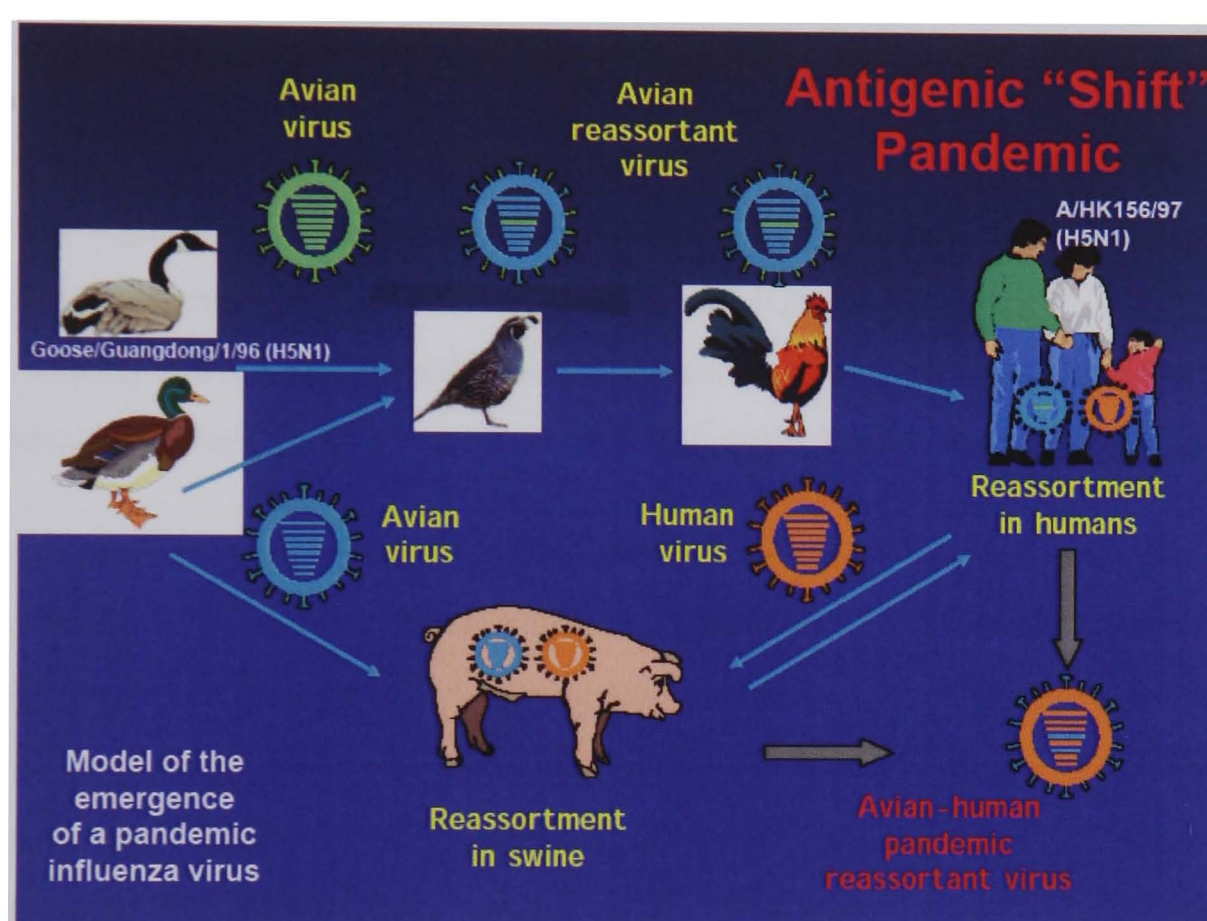 Antigenic “Shift”
Pandemic
Avian
virus
Avian
reassortant
virus
A/HK156/97
(H5N1)
Goose/Guangdong/1/96 (H5N1)
Avian
virus
Human
virus
Reassortment
in humans
Model of the
emergence
of a pandemic
influenza virus
Reassortment
in swine
Avian-human
pandemic
reassortant virus